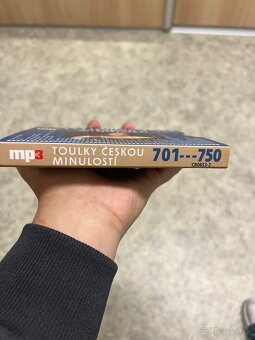 mp3
TOULKY ČESKOU
MINULOSTÍ
701---750